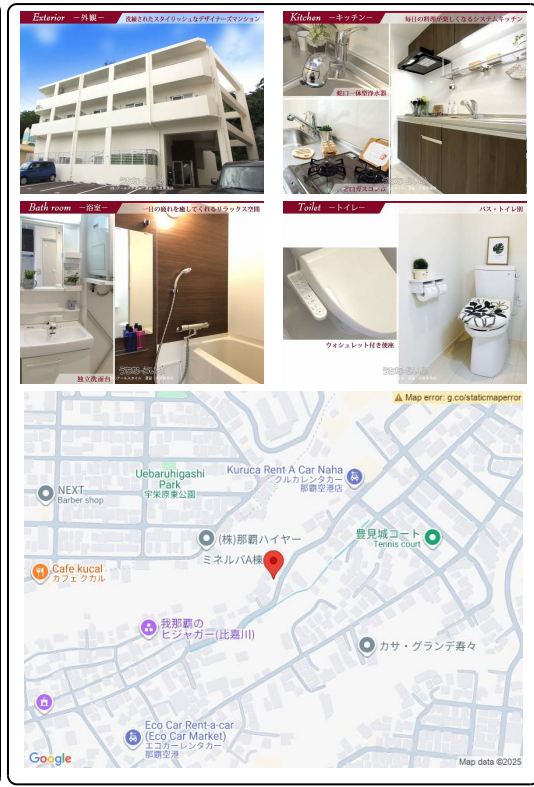 Exterior －外観－
洗練されたスタイリッシュなデザイナーズマンション
Kitchen －キッチン－
毎日の料理が楽しくなるシステムキッチン
蛇口一体型浄水器
2口ガスコンロ
Bath room －浴室－
一日の疲れを癒してくれるリラックス空間
独立洗面台
Toilet －トイレ－
バス・トイレ別
ウォシュレット付き便座
Map error: g.co/staticmaperror
Uebaruhigashi
Park
宇栄原東公園
Kuruca Rent A Car Naha
クルカレンタカー
那覇空港店
NEXT
Barber shop
(株)那覇ハイヤー
豊見城コート
Tennis court
ミネルバA棟
Cafe kucal
カフェ クカル
我那覇の
ヒジャガー(比嘉川)
カサ・グランデ寿々
Eco Car Rent-a-car
(Eco Car Market)
エコカーレンタカー
那覇空港
Google
Map data ©2025